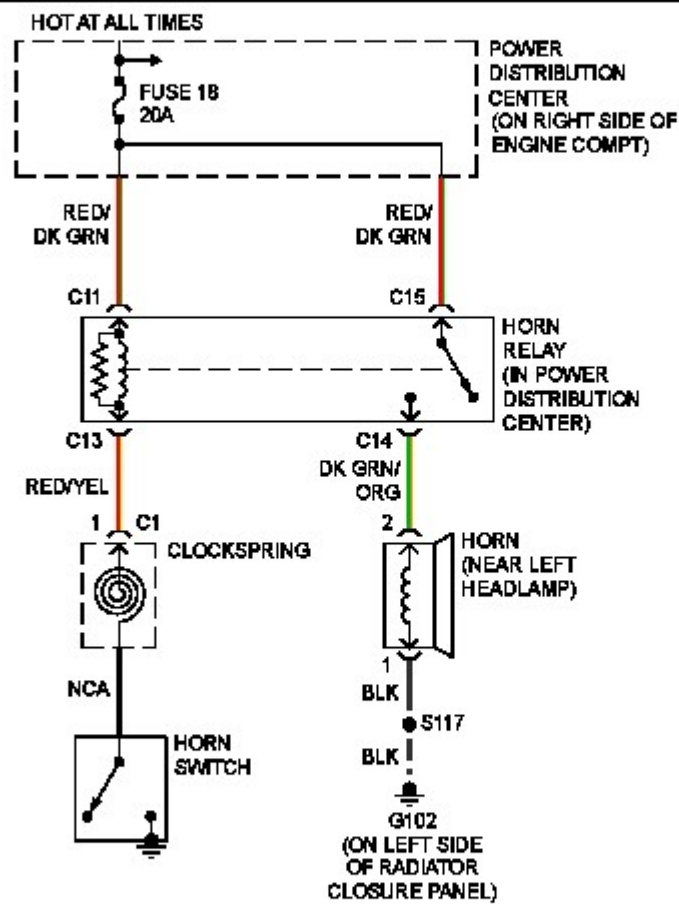 HOT AT ALL TIMES
POWER
DISTRIBUTION
CENTER
(ON RIGHT SIDE OF
ENGINE COMPT)
FUSE 18
20A
RED/
DK GRN
RED/
DK GRN
C11
C15
HORN
RELAY
(IN POWER
DISTRIBUTION
CENTER)
C13
C14
RED/YEL
DK GRN/
ORG
1 C1
2
CLOCKSPRING
HORN
(NEAR LEFT
HEADLAMP)
NCA
1
BLK
S117
BLK
HORN
SWITCH
G102
(ON LEFT SIDE
OF RADIATOR
CLOSURE PANEL)